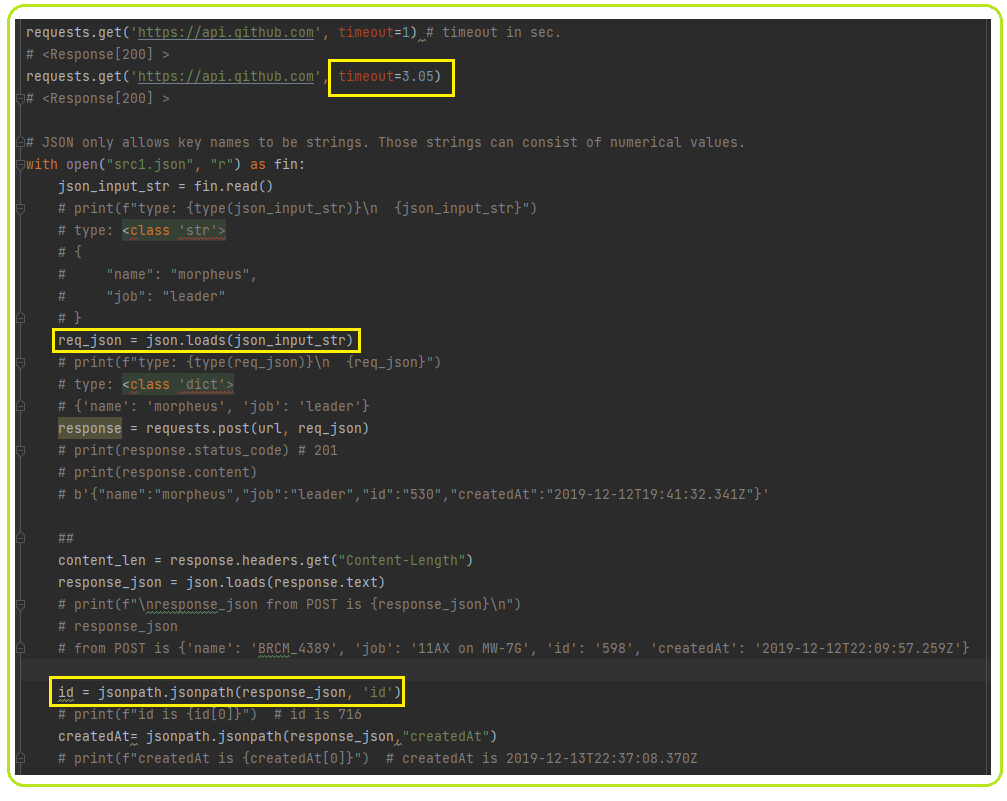 requests.get('https://api.github.com', timeout=1) # timeout in sec.
# <Response[200] >
requests.get('https://api.github.com', timeout=3.05)
# <Response[200] >
# JSON only allows key names to be strings. Those strings can consist of numerical values.
with open("src1.json", "r") as fin:
    json_input_str = fin.read()
    # print(f"type: {type(json_input_str)}\n  {json_input_str}")
    # type: <class 'str'>
    # {
    #     "name": "morpheus",
    #     "job": "leader"
    # }
    req_json = json.loads(json_input_str)
    # print(f"type: {type(req_json)}\n  {req_json}")
    # type: <class 'dict'>
    # {'name': 'morpheus', 'job': 'leader'}
    response = requests.post(url, req_json)
    # print(response.status_code) # 201
    # print(response.content)
    # b'{"name":"morpheus","job":"leader","id":"530","createdAt":"2019-12-12T19:41:32.341Z"}'
    ##
    content_len = response.headers.get("Content-Length")
    response_json = json.loads(response.text)
    # print(f"\nresponse_json from POST is {response_json}\n")
    # response_json
    # from POST is {'name': 'BRCM_4389', 'job': '11AX on MW-7G', 'id': '598', 'createdAt': '2019-12-12T22:09:57.259Z'}
    id = jsonpath.jsonpath(response_json, 'id')
    # print(f"id is {id[0]}")  # id is 716
    createdAt= jsonpath.jsonpath(response_json,"createdAt")
    # print(f"createdAt is {createdAt[0]}")  # createdAt is 2019-12-13T22:37:08.370Z